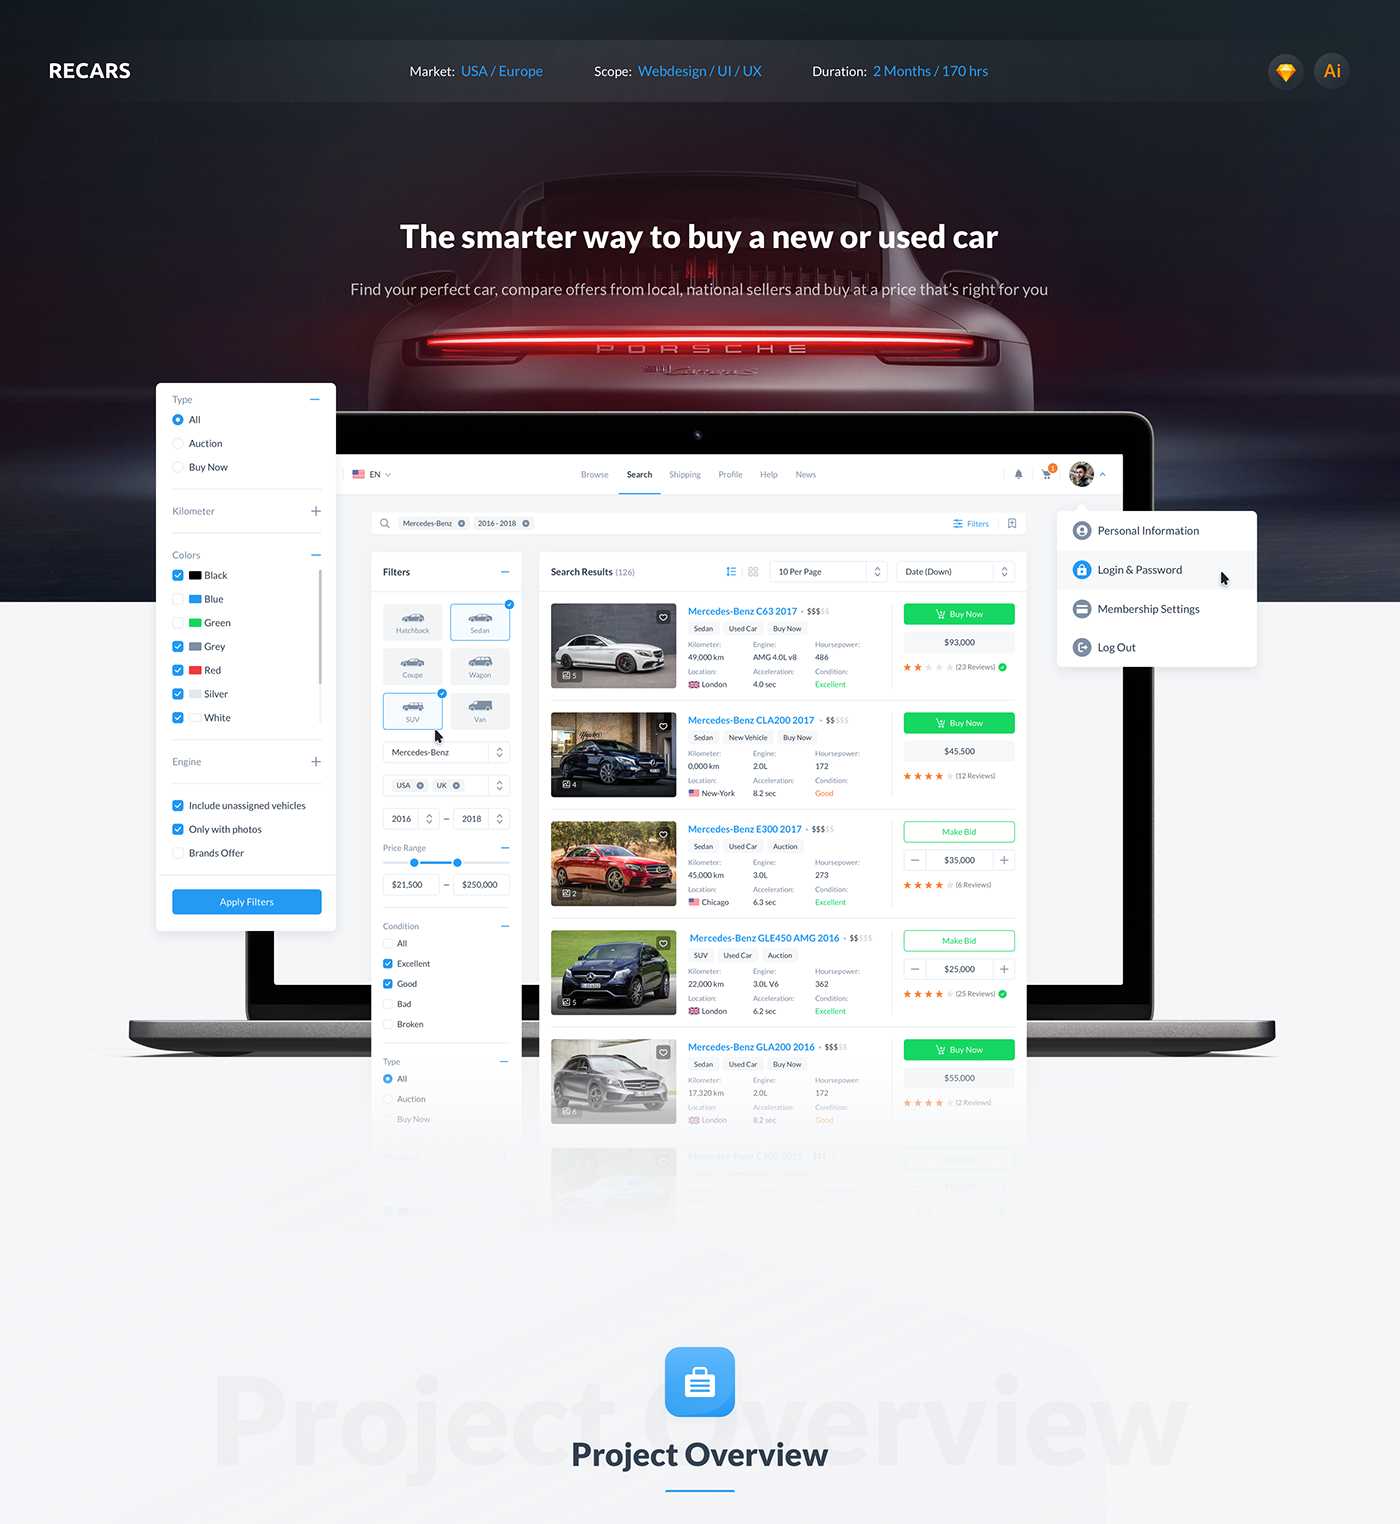 RECARS
Market: USA / Europe
Scope: Webdesign / UI / UX
Duration: 2 Months / 170 hrs
Ai
The smarter way to buy a new or used car
Find your perfect car, compare offers from local, national sellers and buy at a price that's right for you
PORSCHE
Type
All
Auction
Buy Now
Kilometer
Colors
Black
Blue
Green
Grey
Red
Silver
White
Engine
Include unassigned vehicles
Only with photos
Brands Offer
Apply Filters
EN
Browse
Search
Shipping
Profile
Help
News
1
Personal Information
Login & Password
Membership Settings
Log Out
Mercedes-Benz
2016 - 2018
Filters
Filters
Hatchback
Sedan
Coupe
Wagon
SUV
Van
Mercedes-Benz
USA UK
2016 – 2018
Price Range
$21,500 – $250,000
Condition
All
Excellent
Good
Bad
Broken
Type
All
Auction
Buy Now
Search Results (126)
10 Per Page
Date (Down)
5
Mercedes-Benz C63 2017 • $$$$$
Sedan Used Car Buy Now
Kilometer: Engine: Hoursepower:
49,000 km AMG 4.0L v8 486
Location: Acceleration: Condition:
London 4.0 sec Excellent
Buy Now
$93,000
(23 Reviews)
4
Mercedes-Benz CLA200 2017 • $$$$$
Sedan New Vehicle Buy Now
Kilometer: Engine: Hoursepower:
0,000 km 2.0L 172
Location: Acceleration: Condition:
New-York 8.2 sec Good
Buy Now
$45,500
(12 Reviews)
2
Mercedes-Benz E300 2017 • $$$$$
Sedan Used Car Auction
Kilometer: Engine: Hoursepower:
45,000 km 3.0L 273
Location: Acceleration: Condition:
Chicago 6.3 sec Excellent
Make Bid
$35,000
(6 Reviews)
5
Mercedes-Benz GLE450 AMG 2016 • $$$$$
SUV Used Car Auction
Kilometer: Engine: Hoursepower:
22,000 km 3.0L V6 362
Location: Acceleration: Condition:
London 6.2 sec Excellent
Make Bid
$25,000
(25 Reviews)
6
Mercedes-Benz GLA200 2016 • $$$$$
Sedan Used Car Buy Now
Kilometer: Engine: Hoursepower:
17,320 km 2.0L 172
Location: Acceleration: Condition:
London 8.2 sec Good
Buy Now
$55,000
(2 Reviews)
Mercedes-Benz C300 2019 • $$$$$
Project Overview
Project Overview